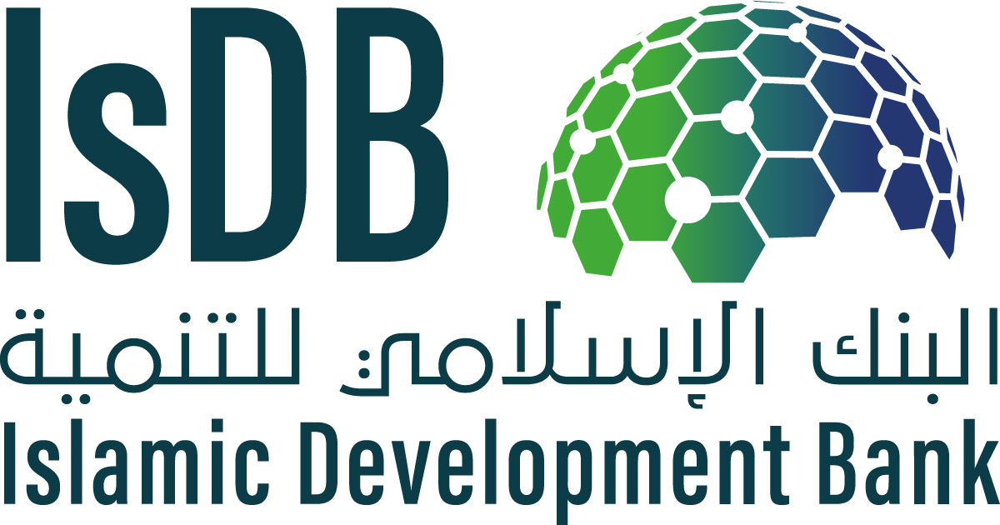 IsDB
البنك الإسلامي للتنمية
Islamic Development Bank